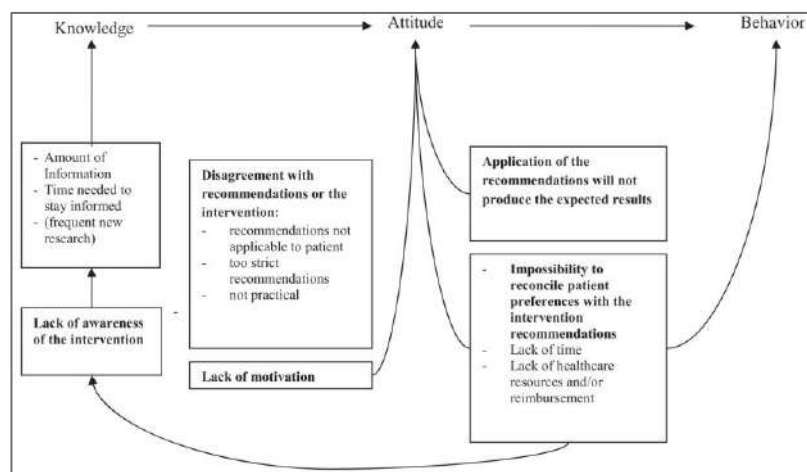 Knowledge
Attitude
Behavior
- Amount of
Information
- Time needed to
stay informed
- (frequent new
research)
Lack of awareness
of the intervention
-
Disagreement with
recommendations or the
intervention:
- recommendations not
applicable to patient
- too strict
recommendations
- not practical
Lack of motivation
Application of the
recommendations will not
produce the expected results
- Impossibility to
reconcile patient
preferences with the
intervention
recommendations
- Lack of time
- Lack of healthcare
resources and/or
reimbursement